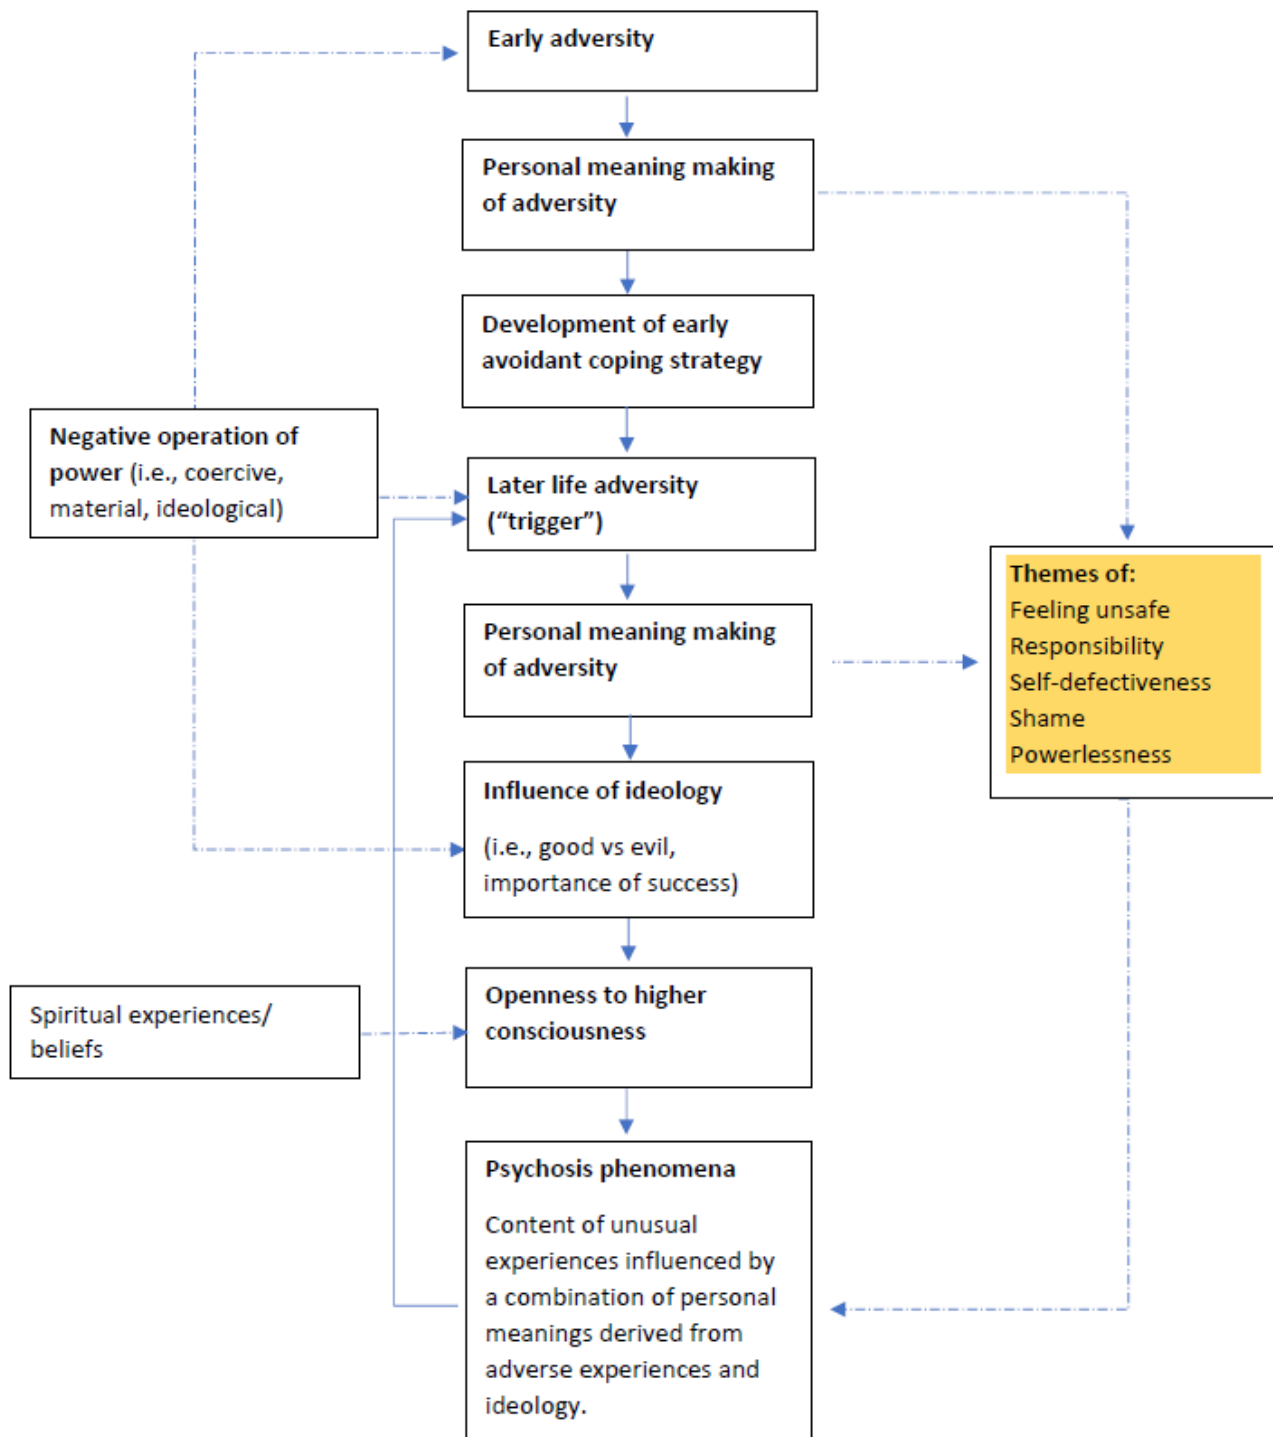 Early adversity
Personal meaning making
of adversity
Development of early
avoidant coping strategy
Negative operation of
power (i.e., coercive,
material, ideological)
Later life adversity
(“trigger”)
Personal meaning making
of adversity
Themes of:
Feeling unsafe
Responsibility
Self-defectiveness
Shame
Powerlessness
Influence of ideology
(i.e., good vs evil,
importance of success)
Spiritual experiences/
beliefs
Openness to higher
consciousness
Psychosis phenomena
Content of unusual
experiences influenced by
a combination of personal
meanings derived from
adverse experiences and
ideology.